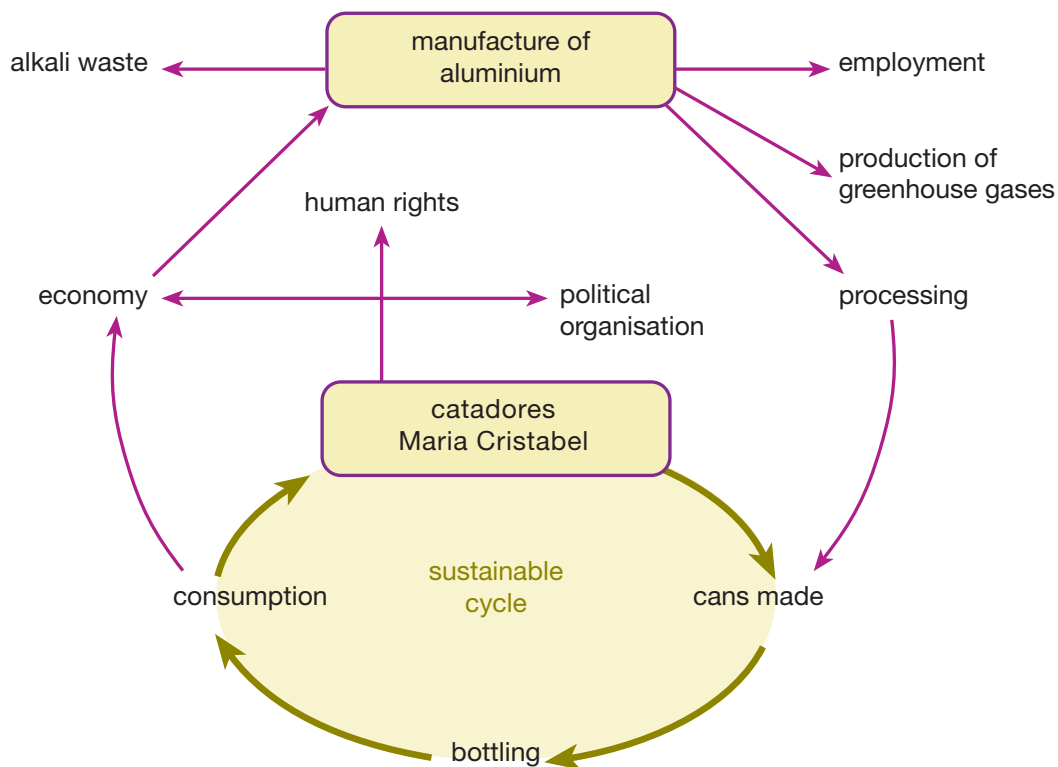 manufacture of
aluminium
alkali waste
employment
production of
greenhouse gases
human rights
economy
political
organisation
processing
catadores
Maria Cristabel
sustainable
cycle
consumption
cans made
bottling